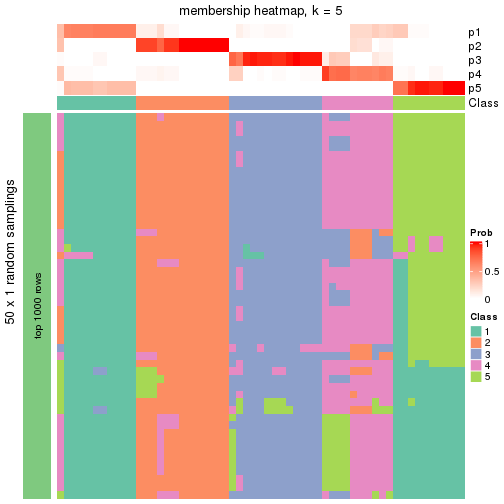 membership heatmap, k = 5
p1
p2
p3
p4
p5
Class
50 x 1 random samplings
top 1000 rows
Prob
1
0.5
0
Class
1
2
3
4
5